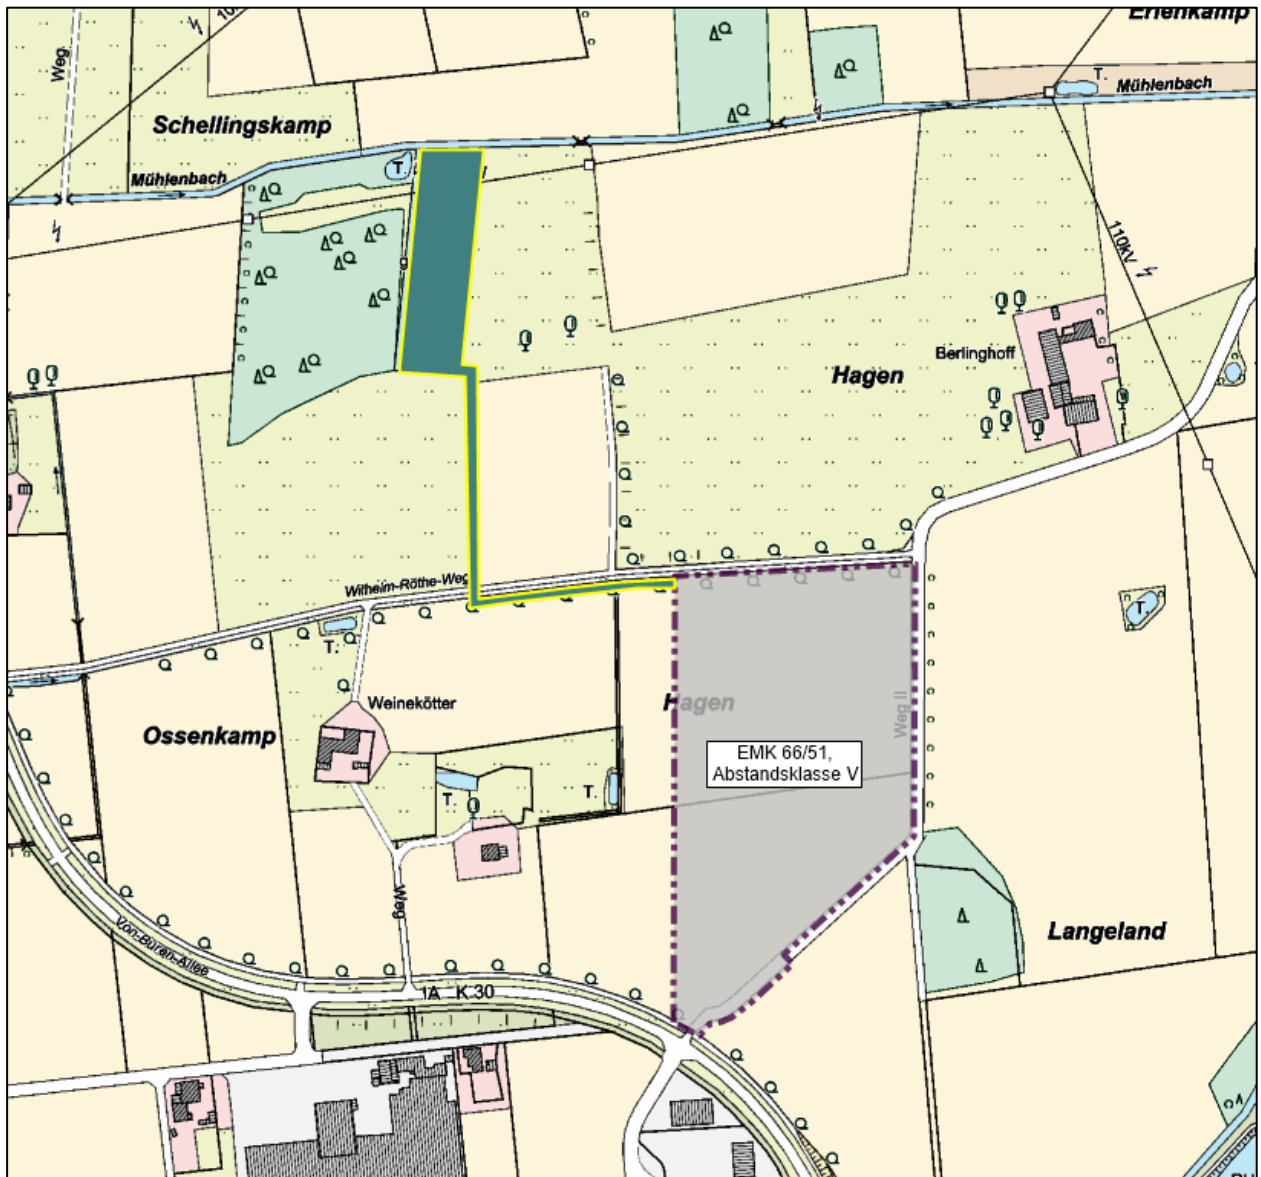 Erlenkamp
Weg
Schellingskamp
Mühlenbach
T.
Mühlenbach
T.
110kV
Berlinghoff
Hagen
Wilhelm-Röthe-Weg
T.
T.
Weinekötter
Hagen
Weg II
Ossenkamp
EMK 66/51,
Abstandsklasse V
T.
T.
Weg
Langeland
Von-Büren-Allee
IA K 30